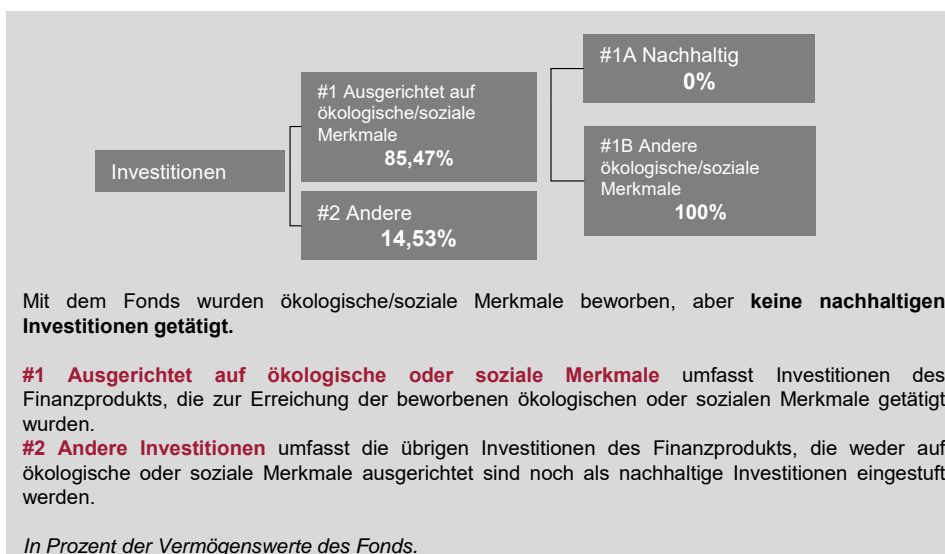 #1A Nachhaltig
0%
#1 Ausgerichtet auf
ökologische/soziale
Merkmale
85,47%
#1B Andere
ökologische/soziale
Merkmale
100%
Investitionen
#2 Andere
14,53%
Mit dem Fonds wurden ökologische/soziale Merkmale beworben, aber keine nachhaltigen
Investitionen getätigt.
#1 Ausgerichtet auf ökologische oder soziale Merkmale umfasst Investitionen des
Finanzprodukts, die zur Erreichung der beworbenen ökologischen oder sozialen Merkmale getätigt
wurden.
#2 Andere Investitionen umfasst die übrigen Investitionen des Finanzprodukts, die weder auf
ökologische oder soziale Merkmale ausgerichtet sind noch als nachhaltige Investitionen eingestuft
werden.
In Prozent der Vermögenswerte des Fonds.